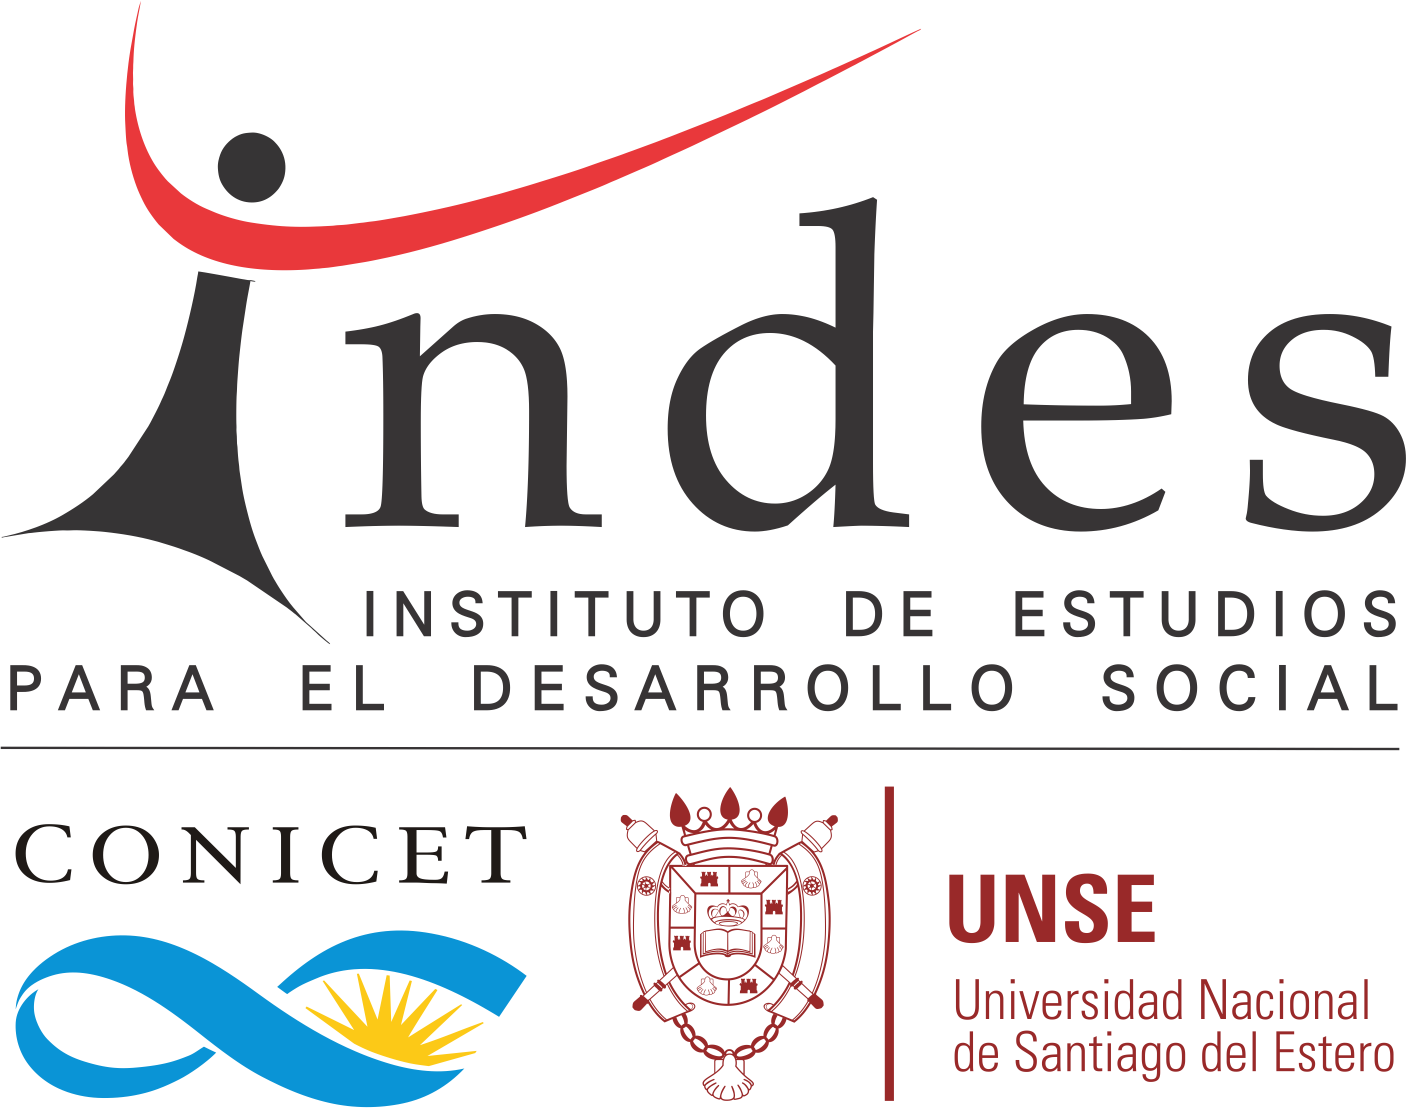 indes
INSTITUTO DE ESTUDIOS
PARA EL DESARROLLO SOCIAL
CONICET
UNSE
Universidad Nacional
de Santiago del Estero